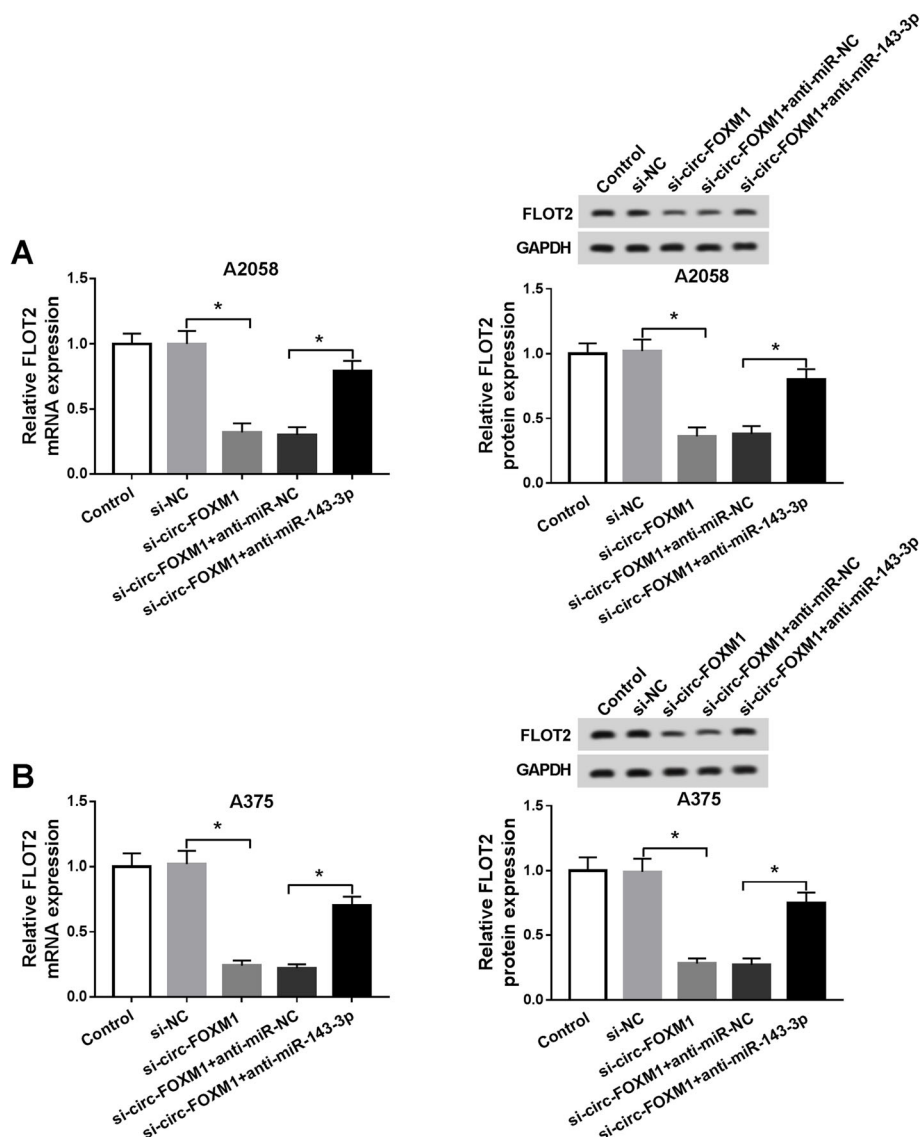 Control
si-NC
si-circ-FOXM1
si-circ-FOXM1+anti-miR-NC
si-circ-FOXM1+anti-miR-143-3p
FLOT2
GAPDH
A
A2058
Relative FLOT2
mRNA expression
1.5
1.0
0.5
0.0
*
*
Control
si-NC
si-circ-FOXM1
si-circ-FOXM1+anti-miR-NC
si-circ-FOXM1+anti-miR-143-3p
A2058
Relative FLOT2
protein expression
1.5
1.0
0.5
0.0
*
*
Control
si-NC
si-circ-FOXM1
si-circ-FOXM1+anti-miR-NC
si-circ-FOXM1+anti-miR-143-3p
Control
si-NC
si-circ-FOXM1
si-circ-FOXM1+anti-miR-NC
si-circ-FOXM1+anti-miR-143-3p
FLOT2
GAPDH
B
A375
Relative FLOT2
mRNA expression
1.5
1.0
0.5
0.0
*
*
Control
si-NC
si-circ-FOXM1
si-circ-FOXM1+anti-miR-NC
si-circ-FOXM1+anti-miR-143-3p
A375
Relative FLOT2
protein expression
1.5
1.0
0.5
0.0
*
*
Control
si-NC
si-circ-FOXM1
si-circ-FOXM1+anti-miR-NC
si-circ-FOXM1+anti-miR-143-3p